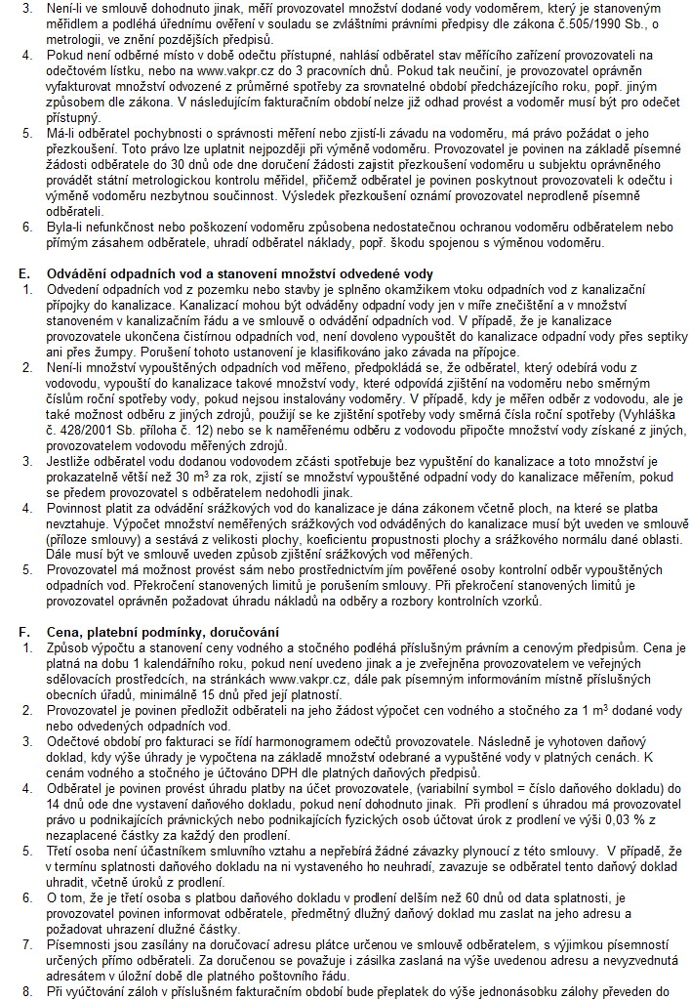 3. Není-li ve smlouvě dohodnuto jinak, měří provozovatel množství dodané vody vodoměrem, který je stanoveným
měřidlem a podléhá úřednímu ověření v souladu se zvláštními právními předpisy dle zákona č.505/1990 Sb., o
metrologii, ve znění pozdějších předpisů.
4. Pokud není odběrné místo v době odečtu přístupné, nahlásí odběratel stav měřícího zařízení provozovateli na
odečtovém lístku, nebo na www.vakpr.cz do 3 pracovních dnů. Pokud tak neučiní, je provozovatel oprávněn
vyfakturovat množství odvozené z průměrné spotřeby za srovnatelné období předcházejícího roku, popř. jiným
způsobem dle zákona. V následujícím fakturačním období nelze již odhad provést a vodoměr musí být pro odečet
přístupný.
5. Má-li odběratel pochybnosti o správnosti měření nebo zjistí-li závadu na vodoměru, má právo požádat o jeho
přezkoušení. Toto právo lze uplatnit nejpozději při výměně vodoměru. Provozovatel je povinen na základě písemné
žádosti odběratele do 30 dnů ode dne doručení žádosti zajistit přezkoušení vodoměru u subjektu oprávněného
provádět státní metrologickou kontrolu měřidel, přičemž odběratel je povinen poskytnout provozovateli k odečtu i
výměně vodoměru nezbytnou součinnost. Výsledek přezkoušení oznámí provozovatel neprodleně písemně
odběrateli.
6. Byla-li nefunkčnost nebo poškození vodoměru způsobena nedostatečnou ochranou vodoměru odběratelem nebo
přímým zásahem odběratele, uhradí odběratel náklady, popř. škodu spojenou s výměnou vodoměru.
E. Odvádění odpadních vod a stanovení množství odvedené vody
1. Odvedení odpadních vod z pozemku nebo stavby je splněno okamžikem vtoku odpadních vod z kanalizační
přípojky do kanalizace. Kanalizací mohou být odváděny odpadní vody jen v míře znečištění a v množství
stanoveném v kanalizačním řádu a ve smlouvě o odvádění odpadních vod. V případě, že je kanalizace
provozovatele ukončena čistírnou odpadních vod, není dovoleno vypouštět do kanalizace odpadní vody přes septiky
ani přes žumpy. Porušení tohoto ustanovení je klasifikováno jako závada na přípojce.
2. Není-li množství vypouštěných odpadních vod měřeno, předpokládá se, že odběratel, který odebírá vodu z
vodovodu, vypouští do kanalizace takové množství vody, které odpovídá zjištění na vodoměru nebo směrným
číslům roční spotřeby vody, pokud nejsou instalovány vodoměry. V případě, kdy je měřen odběr z vodovodu, ale je
také možnost odběru z jiných zdrojů, použijí se ke zjištění spotřeby vody směrná čísla roční spotřeby (Vyhláška
č. 428/2001 Sb. příloha č. 12) nebo se k naměřenému odběru z vodovodu připočte množství vody získané z jiných,
provozovatelem vodovodu měřených zdrojů.
3. Jestliže odběratel vodu dodanou vodovodem zčásti spotřebuje bez vypuštění do kanalizace a toto množství je
prokazatelně větší než 30 m³ za rok, zjistí se množství vypouštěné odpadní vody do kanalizace měřením, pokud
se předem provozovatel s odběratelem nedohodli jinak.
4. Povinnost platit za odvádění srážkových vod do kanalizace je dána zákonem včetně ploch, na které se platba
nevztahuje. Výpočet množství neměřených srážkových vod odváděných do kanalizace musí být uveden ve smlouvě
(příloze smlouvy) a sestává z velikosti plochy, koeficientu propustnosti plochy a srážkového normálu dané oblasti.
Dále musí být ve smlouvě uveden způsob zjištění srážkových vod měřených.
5. Provozovatel má možnost provést sám nebo prostřednictvím jím pověřené osoby kontrolní odběr vypouštěných
odpadních vod. Překročení stanovených limitů je porušením smlouvy. Při překročení stanovených limitů je
provozovatel oprávněn požadovat úhradu nákladů na odběry a rozbory kontrolních vzorků.
F. Cena, platební podmínky, doručování
1. Způsob výpočtu a stanovení ceny vodného a stočného podléhá příslušným právním a cenovým předpisům. Cena je
platná na dobu 1 kalendářního roku, pokud není uvedeno jinak a je zveřejněna provozovatelem ve veřejných
sdělovacích prostředcích, na stránkách www.vakpr.cz, dále pak písemným informováním místně příslušných
obecních úřadů, minimálně 15 dnů před její platností.
2. Provozovatel je povinen předložit odběrateli na jeho žádost výpočet cen vodného a stočného za 1 m³ dodané vody
nebo odvedených odpadních vod.
3. Odečtové období pro fakturaci se řídí harmonogramem odečtů provozovatele. Následně je vyhotoven daňový
doklad, kdy výše úhrady je vypočtena na základě množství odebrané a vypuštěné vody v platných cenách. K
cenám vodného a stočného je účtováno DPH dle platných daňových předpisů.
4. Odběratel je povinen provést úhradu platby na účet provozovatele, (variabilní symbol = číslo daňového dokladu) do
14 dnů ode dne vystavení daňového dokladu, pokud není dohodnuto jinak. Při prodlení s úhradou má provozovatel
právo u podnikajících právnických nebo podnikajících fyzických osob účtovat úrok z prodlení ve výši 0,03 % z
nezaplacené částky za každý den prodlení.
5. Třetí osoba není účastníkem smluvního vztahu a nepřebírá žádné závazky plynoucí z této smlouvy. V případě, že
v termínu splatnosti daňového dokladu na ni vystaveného ho neuhradí, zavazuje se odběratel tento daňový doklad
uhradit, včetně úroků z prodlení.
6. O tom, že je třetí osoba s platbou daňového dokladu v prodlení delším než 60 dnů od data splatnosti, je
provozovatel povinen informovat odběratele, předmětný dlužný daňový doklad mu zaslat na jeho adresu a
požadovat uhrazení dlužné částky.
7. Písemnosti jsou zasílány na doručovací adresu plátce určenou ve smlouvě odběratelem, s výjimkou písemností
určených přímo odběrateli. Za doručenou se považuje i zásilka zaslaná na výše uvedenou adresu a nevyzvednutá
adresátem v úložní době dle platného poštovního řádu.
8. Při vyúčtování záloh v příslušném fakturačním období bude přeplatek do výše jednonásobku zálohy převeden do